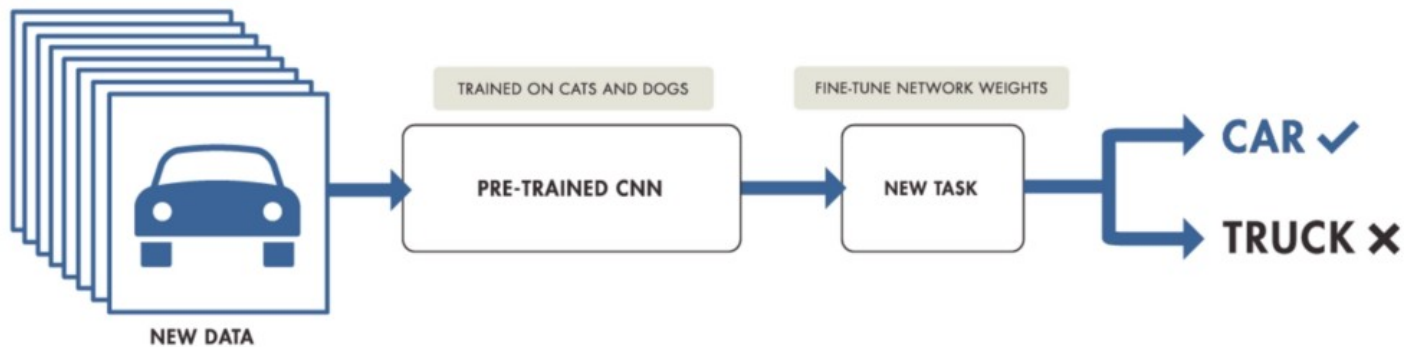 TRAINED ON CATS AND DOGS
FINE-TUNE NETWORK WEIGHTS
CAR
PRE-TRAINED CNN
NEW TASK
TRUCK
NEW DATA